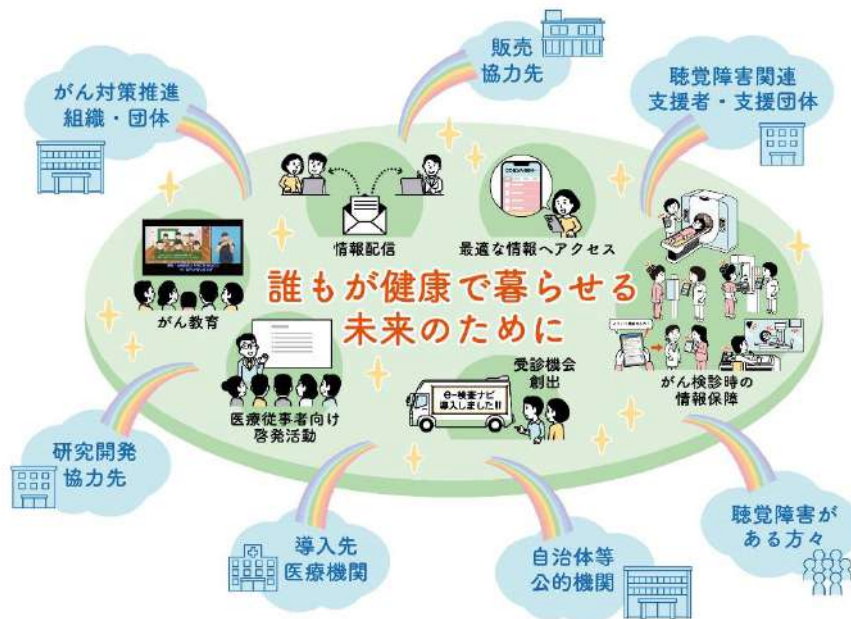 販売
協力先
がん対策推進
組織・団体
聴覚障害関連
支援者・支援団体
情報配信
最適な情報へアクセス
誰もが健康で暮らせる
未来のために
がん教育
受診機会
創出
e-検査ナビ
導入しました!!
がん検診時の
情報保障
医療従事者向け
啓発活動
研究開発
協力先
導入先
医療機関
自治体等
公的機関
聴覚障害が
ある方々